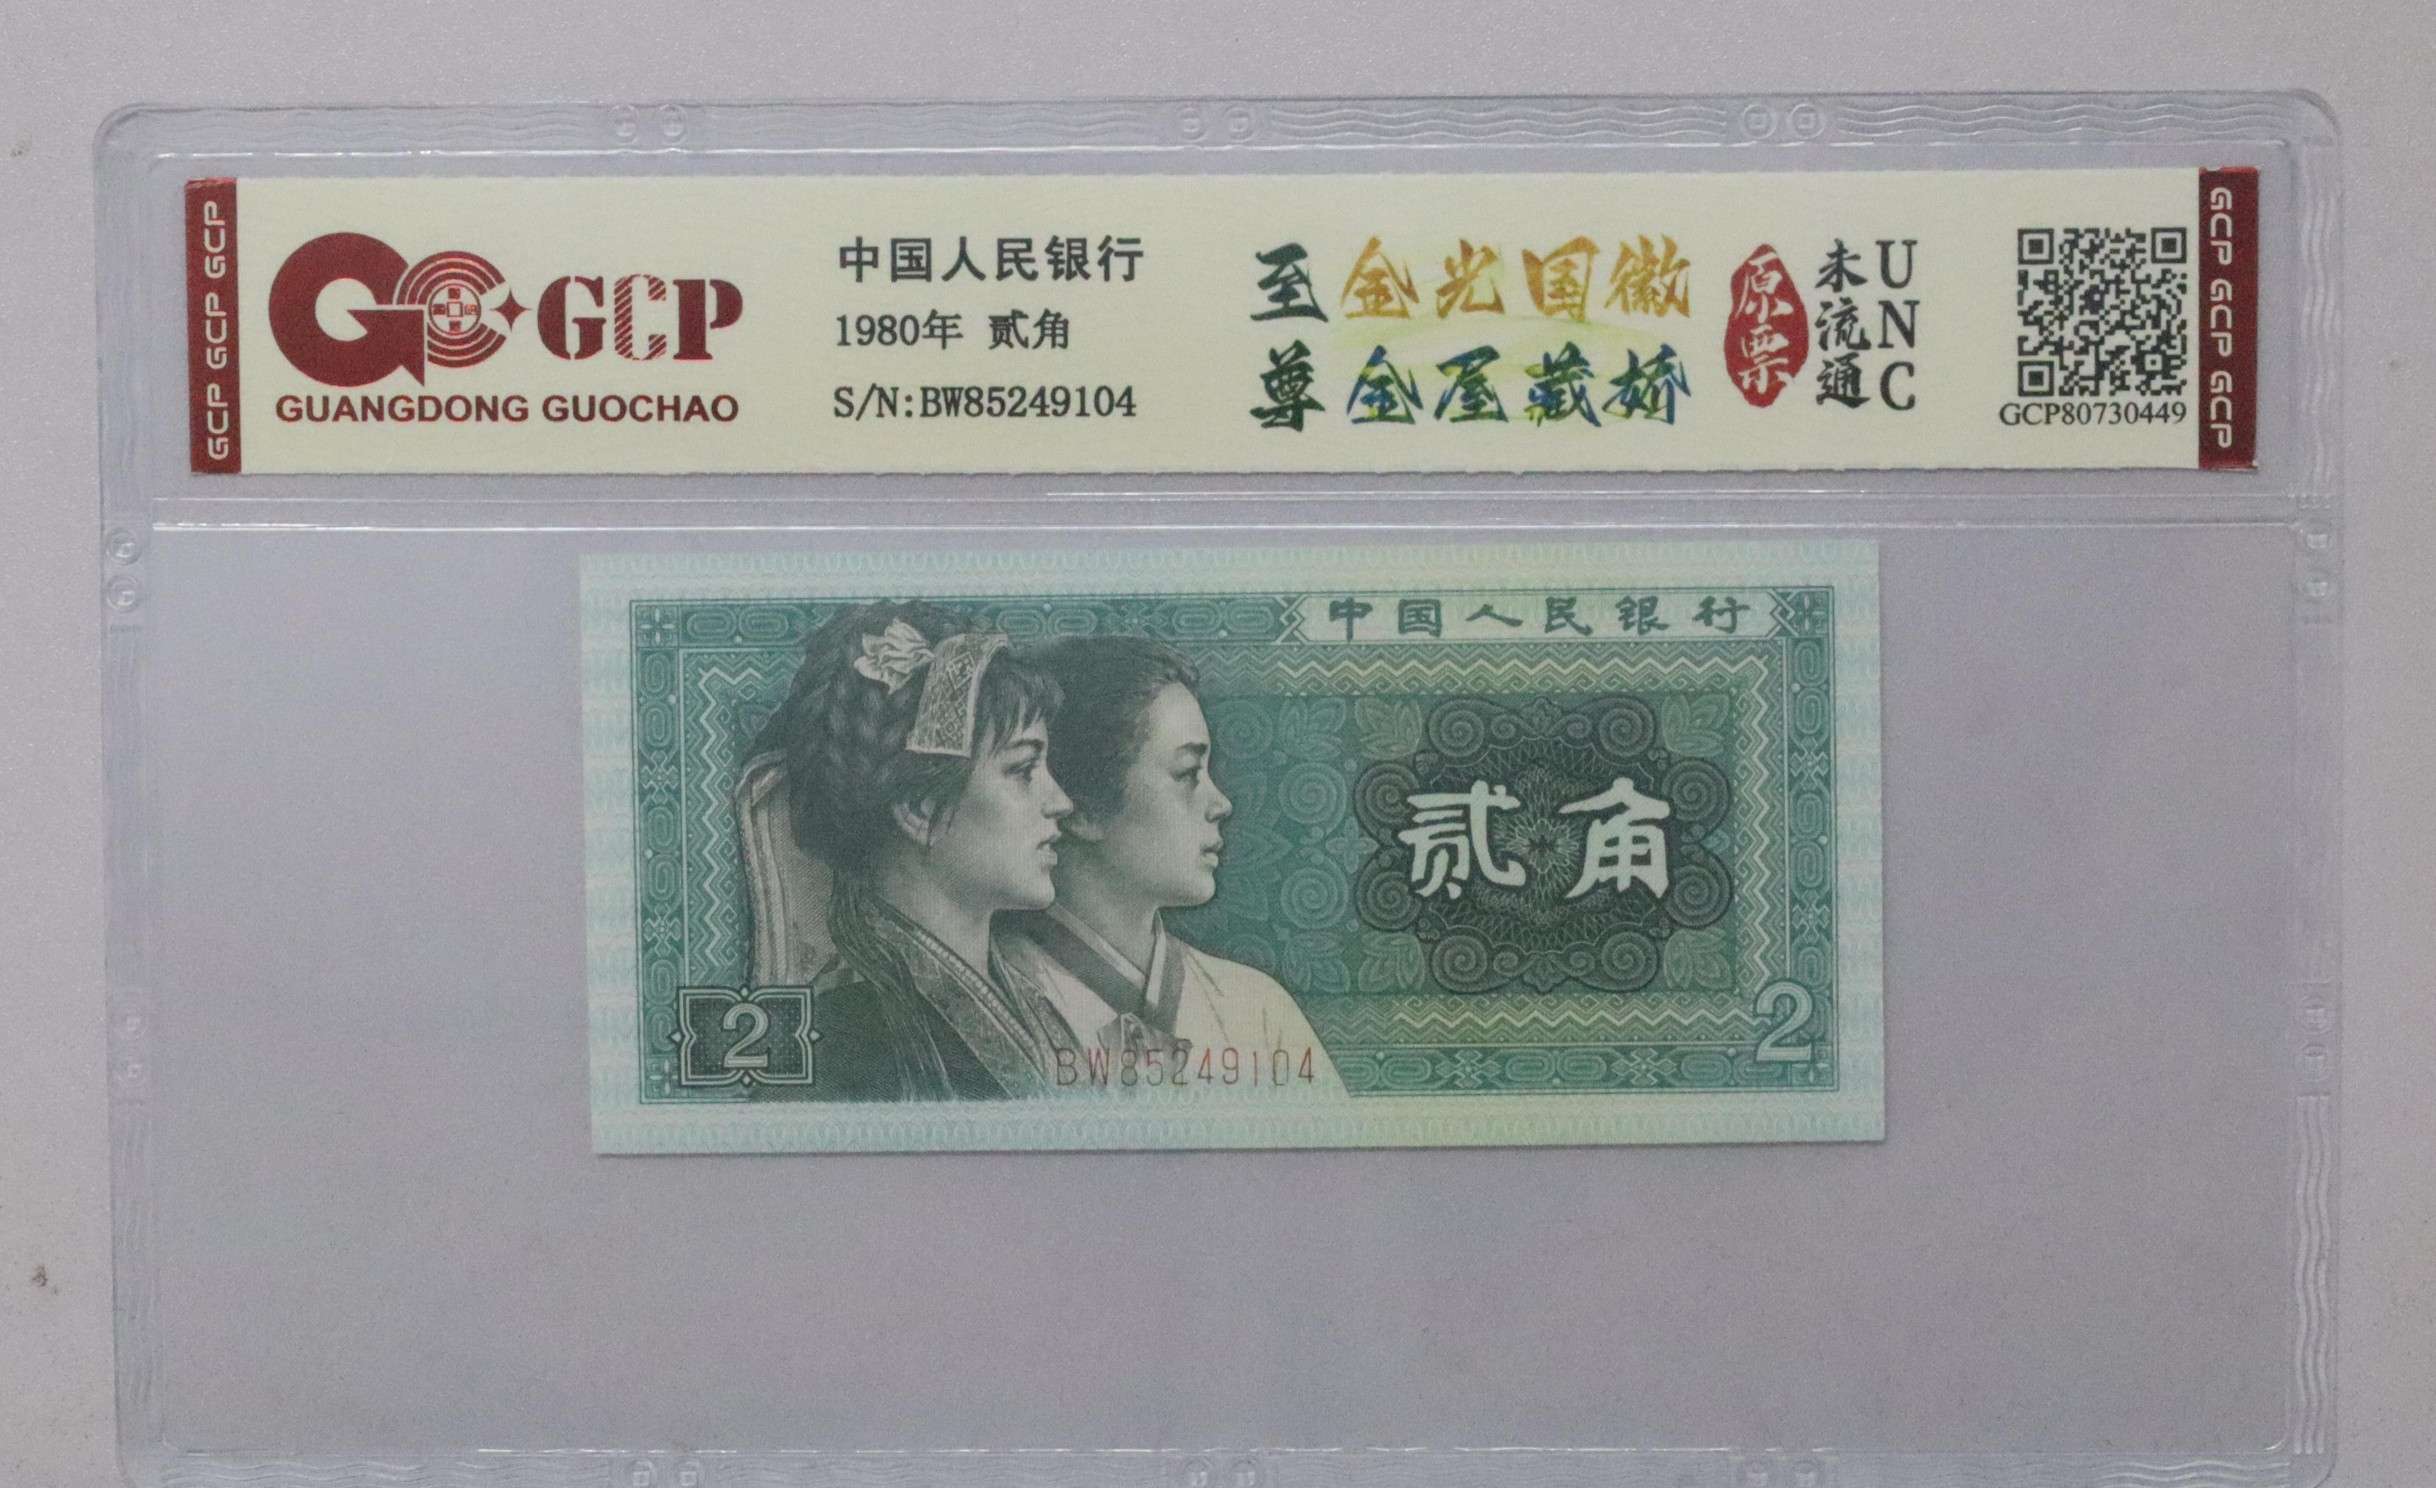 GCP GCP GCP
GCP
GUANGDONG GUOCHAO
中国人民银行
1980年 贰角
S/N:BW85249104
至尊
金光国徽
金屋藏娇
原票
未流通
UNC
GCP80730449
GCP GCP GCP
中国人民银行
贰角
2
2
BW85249104